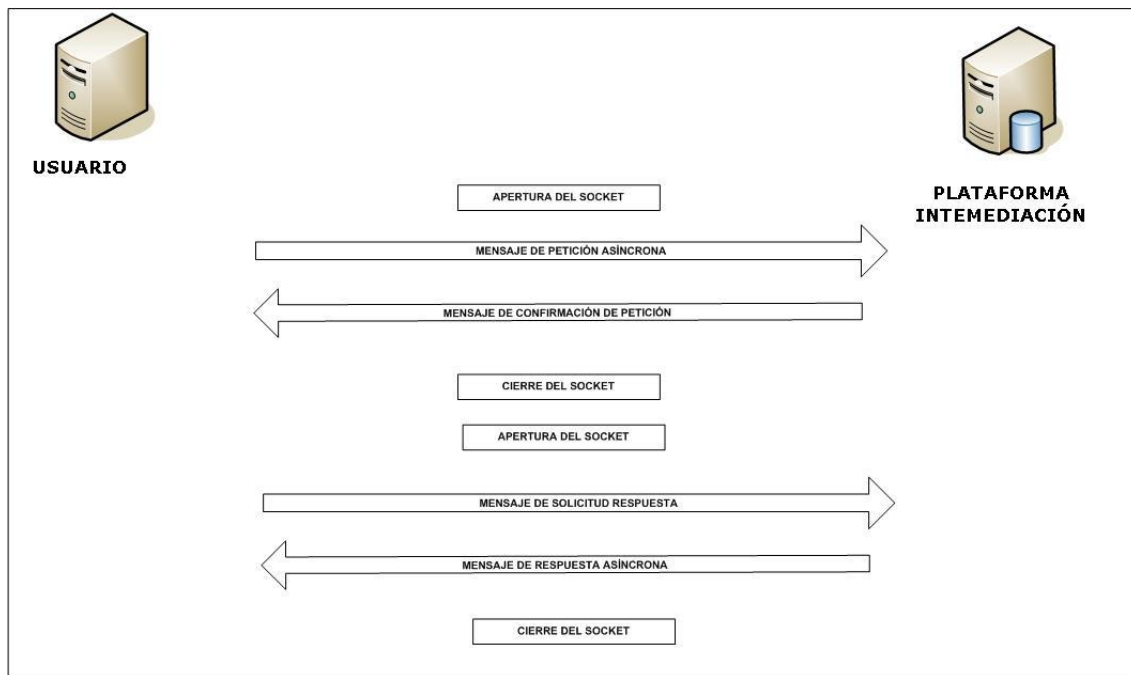 USUARIO
PLATAFORMA
INTEMEDIACIÓN
APERTURA DEL SOCKET
MENSAJE DE PETICIÓN ASÍNCRONA
MENSAJE DE CONFIRMACIÓN DE PETICIÓN
CIERRE DEL SOCKET
APERTURA DEL SOCKET
MENSAJE DE SOLICITUD RESPUESTA
MENSAJE DE RESPUESTA ASÍNCRONA
CIERRE DEL SOCKET